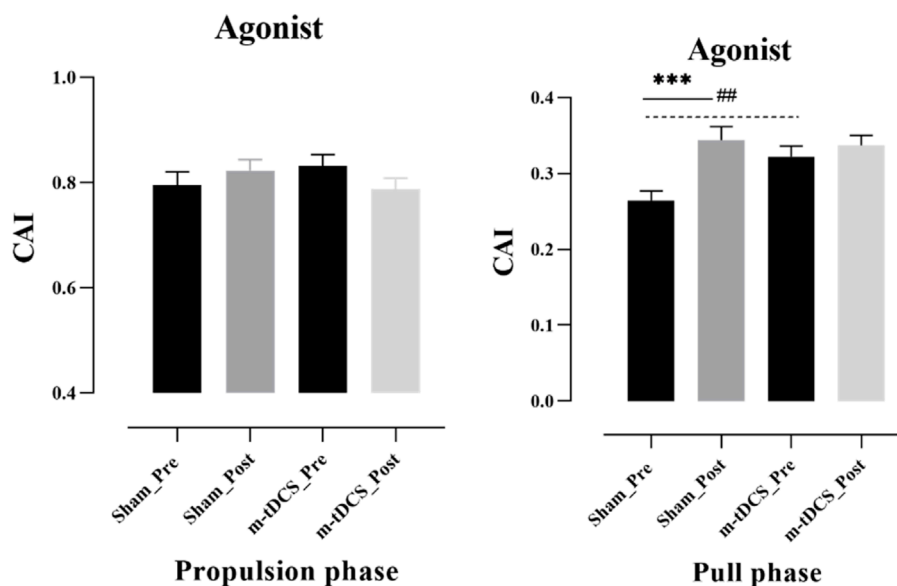 Agonist
CAI
1.0
0.8
0.6
0.4
Sham_Pre
Sham_Post
m-tDCS_Pre
m-tDCS_Post
Propulsion phase
Agonist
*** ##
CAI
0.4
0.3
0.2
0.1
0.0
Sham_Pre
Sham_Post
m-tDCS_Pre
m-tDCS_Post
Pull phase